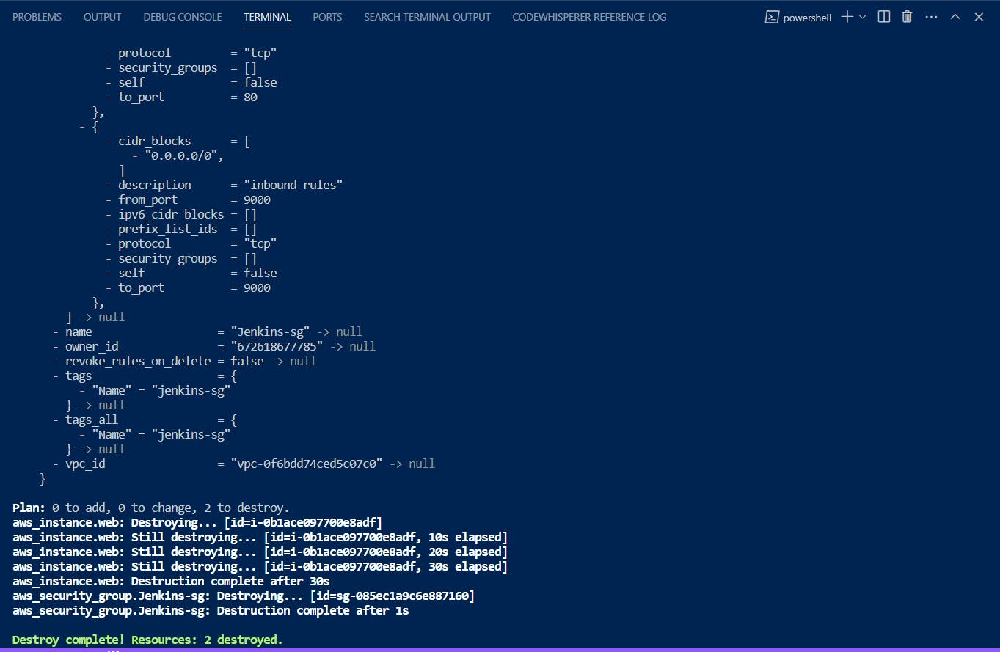 PROBLEMS OUTPUT DEBUG CONSOLE TERMINAL PORTS SEARCH TERMINAL OUTPUT CODEWHISPERER REFERENCE LOG powershell
- protocol = "tcp"
- security_groups = []
- self = false
- to_port = 80
},
- {
- cidr_blocks = [
- "0.0.0.0/0",
]
- description = "inbound rules"
- from_port = 9000
- ipv6_cidr_blocks = []
- prefix_list_ids = []
- protocol = "tcp"
- security_groups = []
- self = false
- to_port = 9000
},
] -> null
- name = "Jenkins-sg" -> null
- owner_id = "672618677785" -> null
- revoke_rules_on_delete = false -> null
- tags = {
- "Name" = "jenkins-sg"
} -> null
- tags_all = {
- "Name" = "jenkins-sg"
} -> null
- vpc_id = "vpc-0f6bdd74ced5c07c0" -> null
}
Plan: 0 to add, 0 to change, 2 to destroy.
aws_instance.web: Destroying... [id=i-0b1ace097700e8adf]
aws_instance.web: Still destroying... [id=i-0b1ace097700e8adf, 10s elapsed]
aws_instance.web: Still destroying... [id=i-0b1ace097700e8adf, 20s elapsed]
aws_instance.web: Still destroying... [id=i-0b1ace097700e8adf, 30s elapsed]
aws_instance.web: Destruction complete after 30s
aws_security_group.Jenkins-sg: Destroying... [id=sg-085ec1a9c6e887160]
aws_security_group.Jenkins-sg: Destruction complete after 1s
Destroy complete! Resources: 2 destroyed.